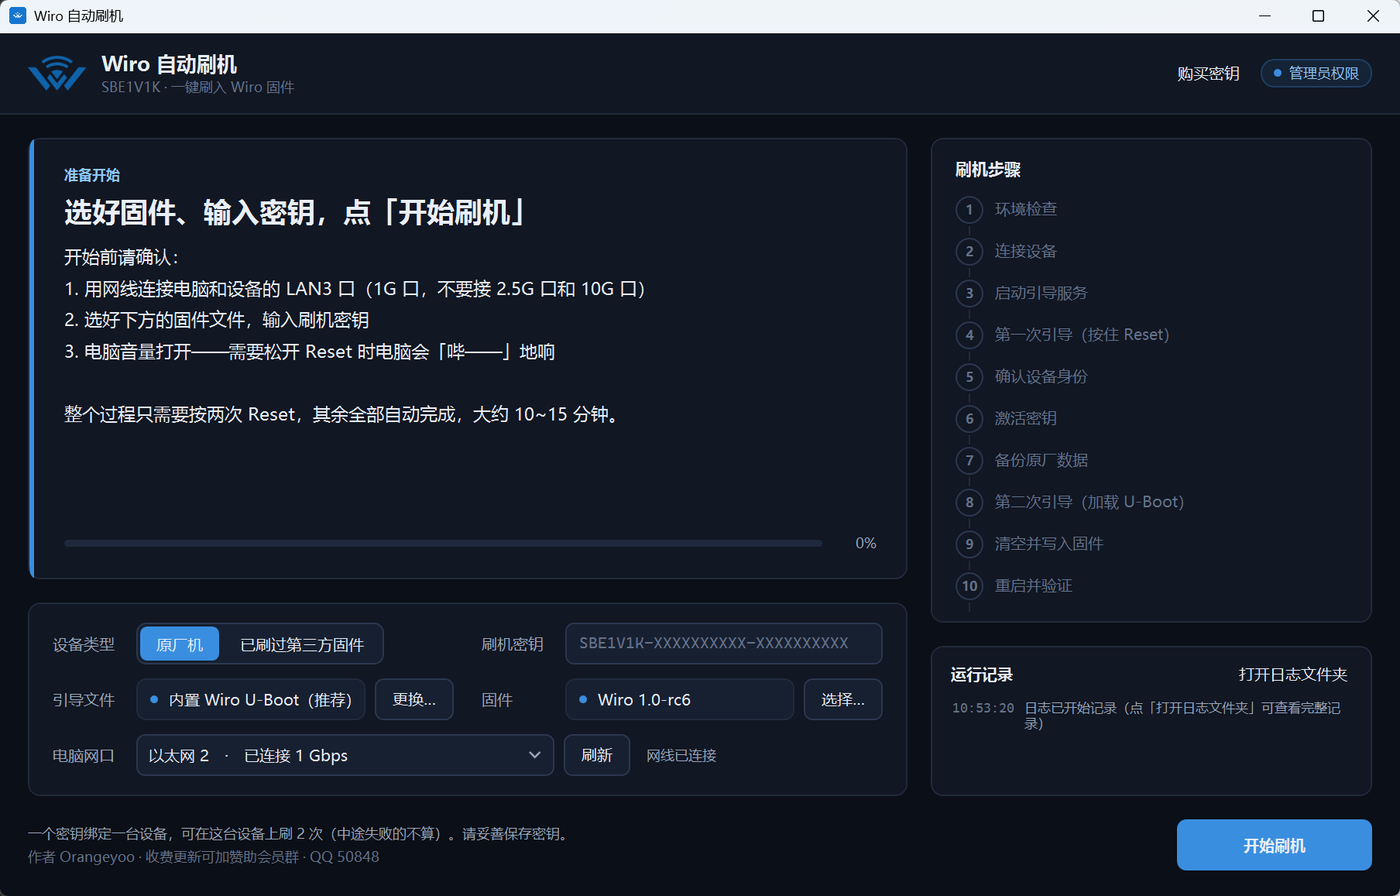 Wiro 自动刷机
Wiro 自动刷机
SBE1V1K · 一键刷入 Wiro 固件
购买密钥
管理员权限
准备开始
选好固件、输入密钥，点「开始刷机」
开始前请确认：
1. 用网线连接电脑和设备的 LAN3 口（1G 口，不要接 2.5G 口和 10G 口）
2. 选好下方的固件文件，输入刷机密钥
3. 电脑音量打开——需要松开 Reset 时电脑会「哔——」地响
整个过程只需要按两次 Reset，其余全部自动完成，大约 10~15 分钟。
0%
刷机步骤
1 环境检查
2 连接设备
3 启动引导服务
4 第一次引导（按住 Reset）
5 确认设备身份
6 激活密钥
7 备份原厂数据
8 第二次引导（加载 U-Boot）
9 清空并写入固件
10 重启并验证
设备类型 原厂机 已刷过第三方固件 刷机密钥 SBE1V1K-XXXXXXXXXX-XXXXXXXXXX
引导文件 内置 Wiro U-Boot（推荐） 更换... 固件 Wiro 1.0-rc6 选择...
电脑网口 以太网 2 · 已连接 1 Gbps 刷新 网线已连接
运行记录 打开日志文件夹
10:53:20 日志已开始记录（点「打开日志文件夹」可查看完整记
录）
一个密钥绑定一台设备，可在这台设备上刷 2 次（中途失败的不算）。请妥善保存密钥。
作者 Orangeyoo · 收费更新可加赞助会员群 · QQ 50848
开始刷机